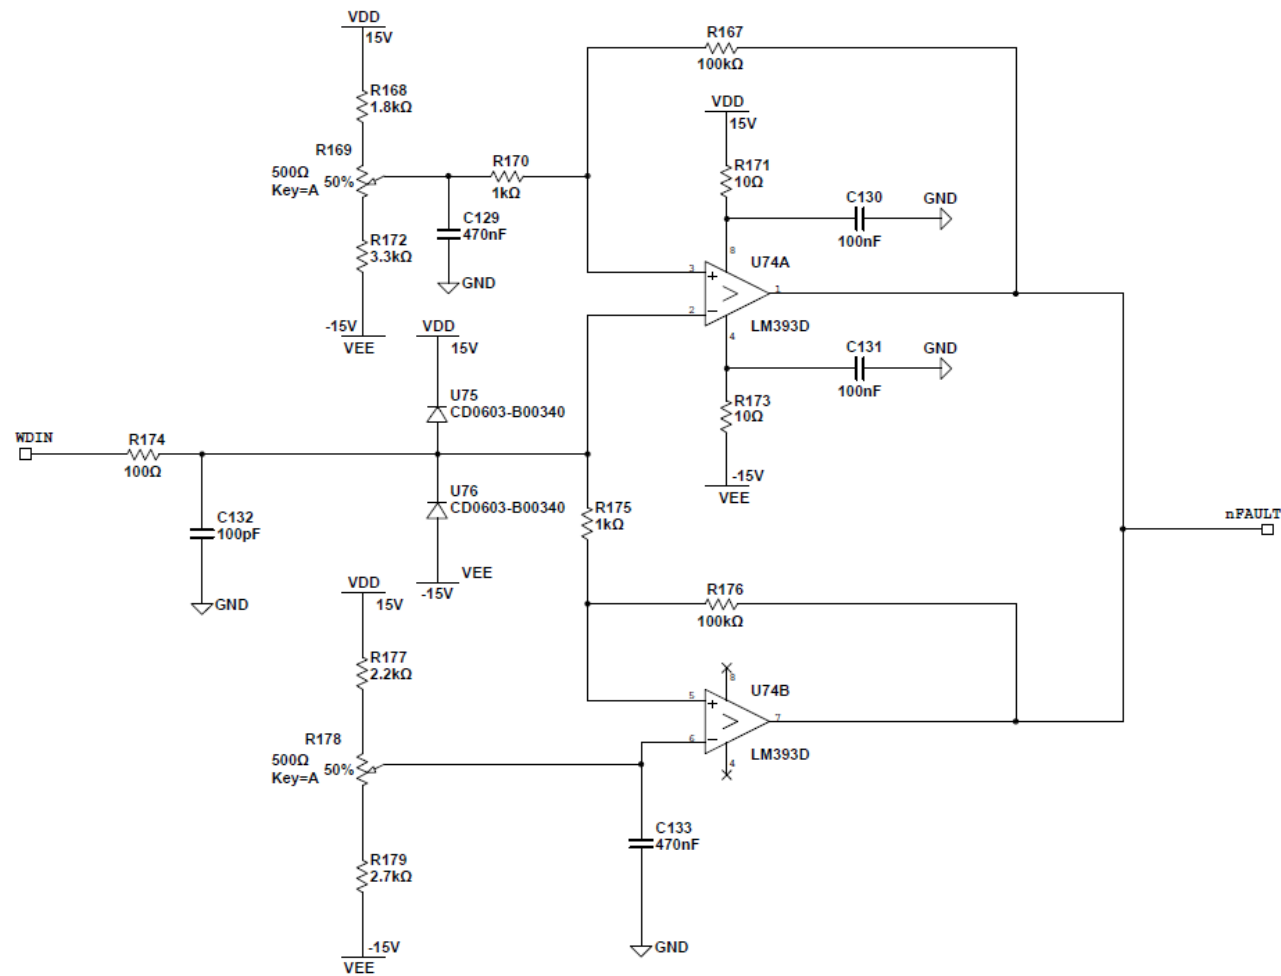 VDD
15V
R168
1.8kΩ
R169
500Ω
50%
Key=A
R172
3.3kΩ
-15V
VEE
R167
100kΩ
R170
1kΩ
C129
470nF
GND
VDD
15V
R171
10Ω
C130
100nF
GND
8
3
+
U74A
1
2
−
LM393D
4
C131
100nF
GND
R173
10Ω
-15V
VEE
VDD
15V
U75
CD0603-B00340
WDIN
R174
100Ω
C132
100pF
GND
U76
CD0603-B00340
VEE
-15V
R175
1kΩ
nFAULT
R176
100kΩ
VDD
15V
R177
2.2kΩ
R178
500Ω
50%
Key=A
R179
2.7kΩ
-15V
VEE
8
5
+
U74B
7
6
−
LM393D
4
C133
470nF
GND